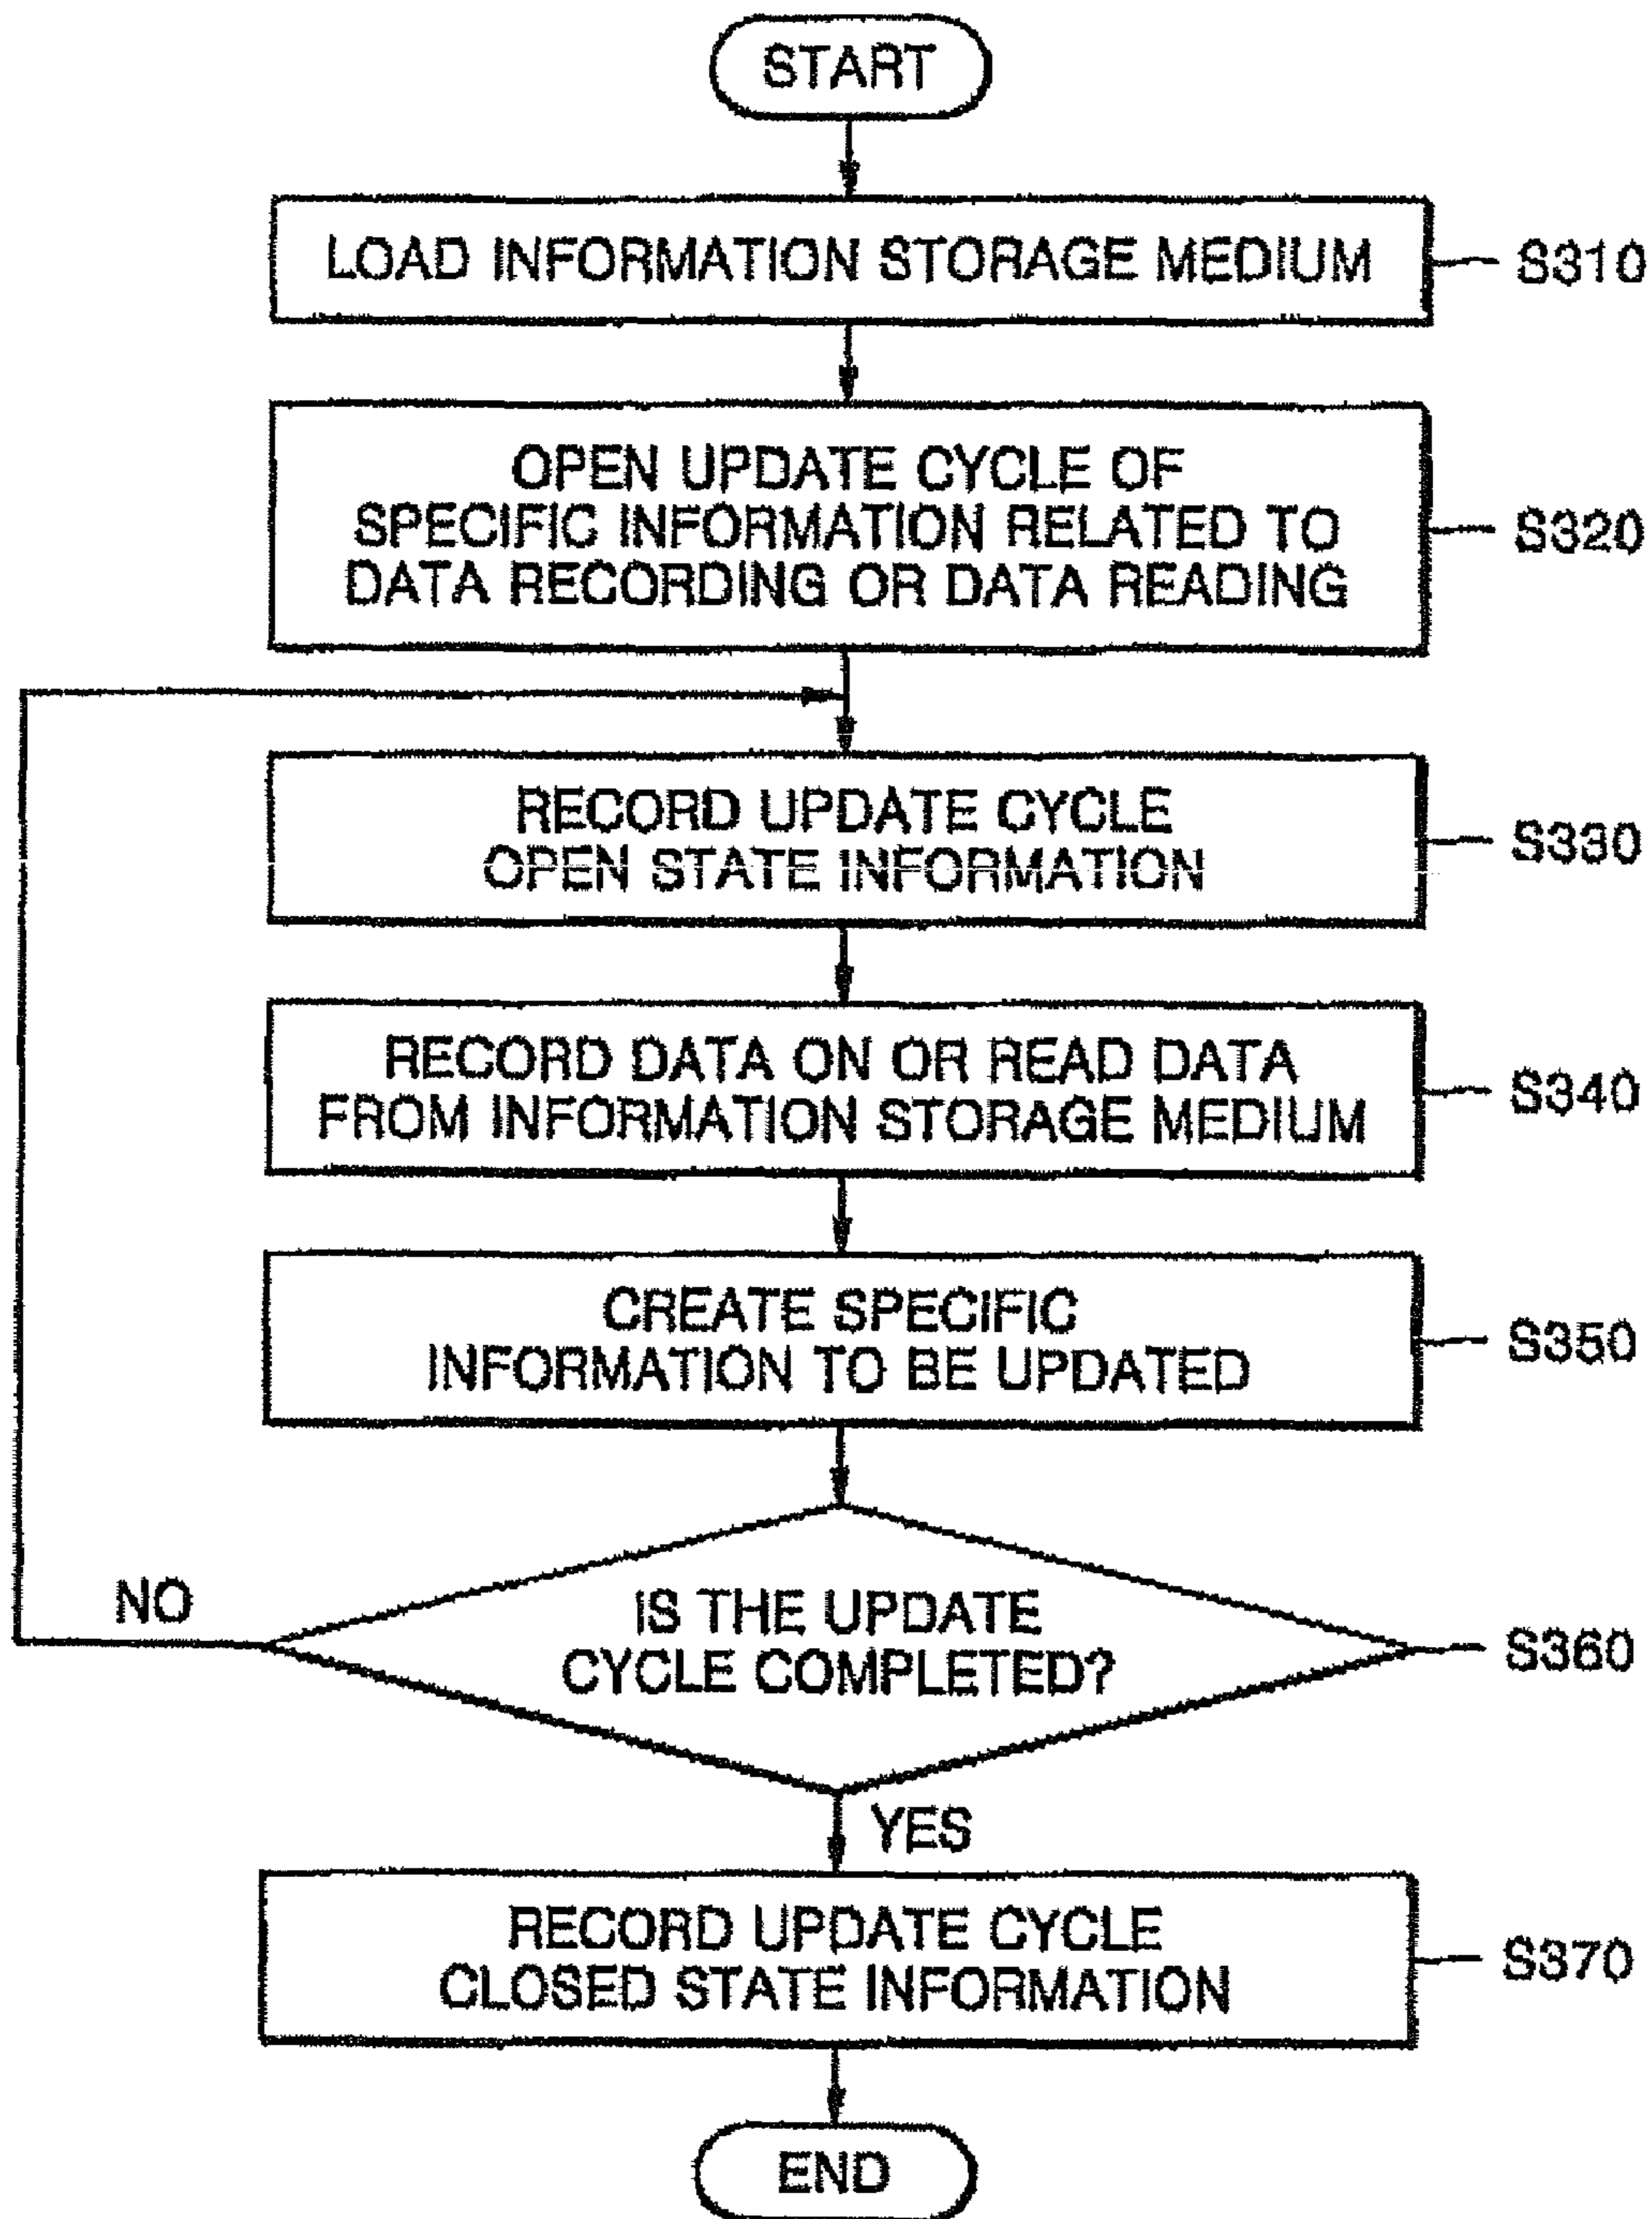 START
LOAD INFORMATION STORAGE MEDIUM
S310
OPEN UPDATE CYCLE OF
SPECIFIC INFORMATION RELATED TO
DATA RECORDING OR DATA READING
S320
RECORD UPDATE CYCLE
OPEN STATE INFORMATION
S330
RECORD DATA ON OR READ DATA
FROM INFORMATION STORAGE MEDIUM
S340
CREATE SPECIFIC
INFORMATION TO BE UPDATED
S350
NO
IS THE UPDATE
CYCLE COMPLETED?
S360
YES
RECORD UPDATE CYCLE
CLOSED STATE INFORMATION
S370
END